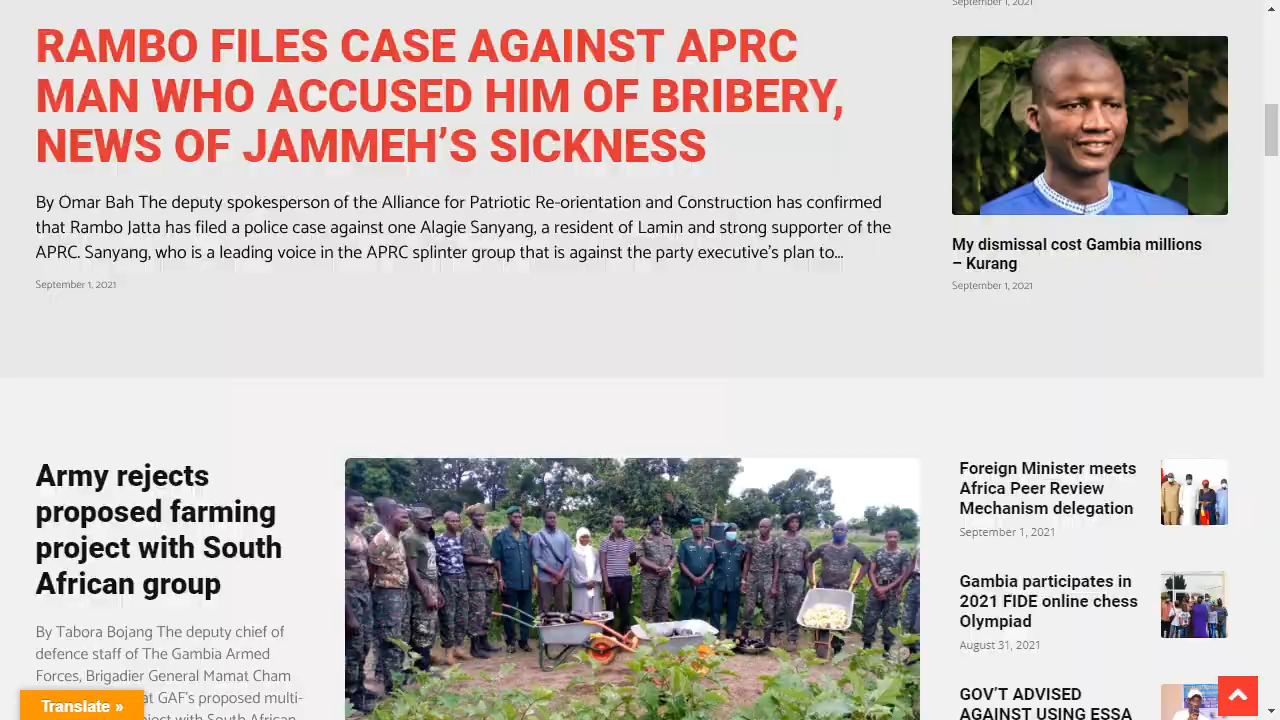 September 1, 2021
RAMBO FILES CASE AGAINST APRC
MAN WHO ACCUSED HIM OF BRIBERY,
NEWS OF JAMMEH’S SICKNESS
By Omar Bah The deputy spokesperson of the Alliance for Patriotic Re-orientation and Construction has confirmed
that Rambo Jatta has filed a police case against one Alagie Sanyang, a resident of Lamin and strong supporter of the
APRC. Sanyang, who is a leading voice in the APRC splinter group that is against the party executive’s plan to...
September 1, 2021
My dismissal cost Gambia millions
– Kurang
September 1, 2021
Army rejects
proposed farming
project with South
African group
By Tabora Bojang The deputy chief of
defence staff of The Gambia Armed
Forces, Brigadier General Mamat Cham
at GAF’s proposed multi-
with South African
Foreign Minister meets
Africa Peer Review
Mechanism delegation
September 1, 2021
Gambia participates in
2021 FIDE online chess
Olympiad
August 31, 2021
GOV’T ADVISED
AGAINST USING ESSA
Translate »